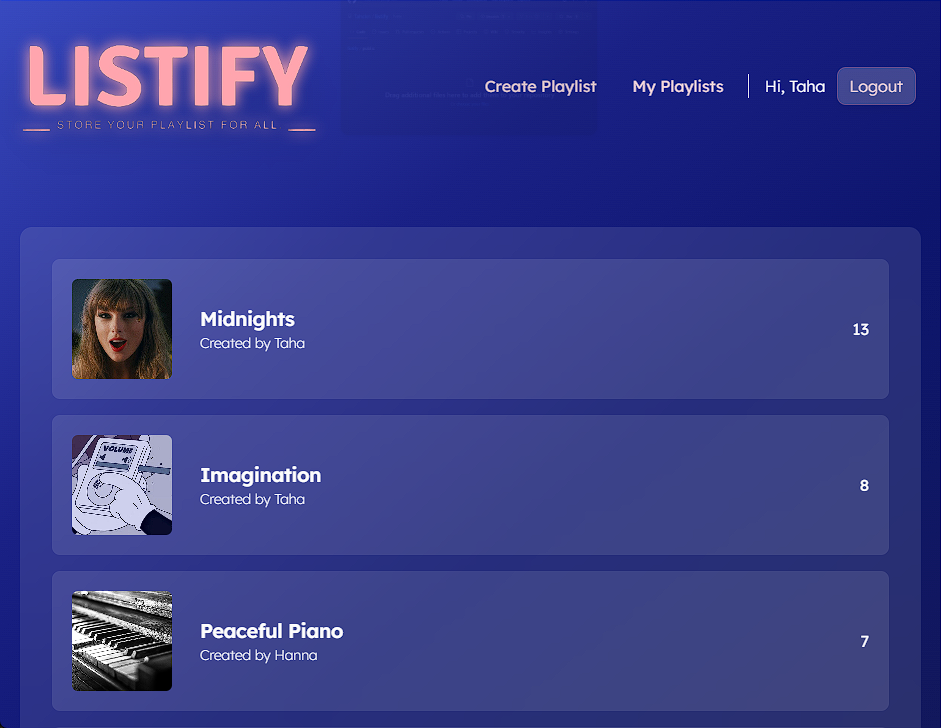 LISTIFY
STORE YOUR PLAYLIST FOR ALL
Create Playlist
My Playlists
Hi, Taha
Logout
Midnights
Created by Taha
13
VOLUME
Imagination
Created by Taha
8
Peaceful Piano
Created by Hanna
7